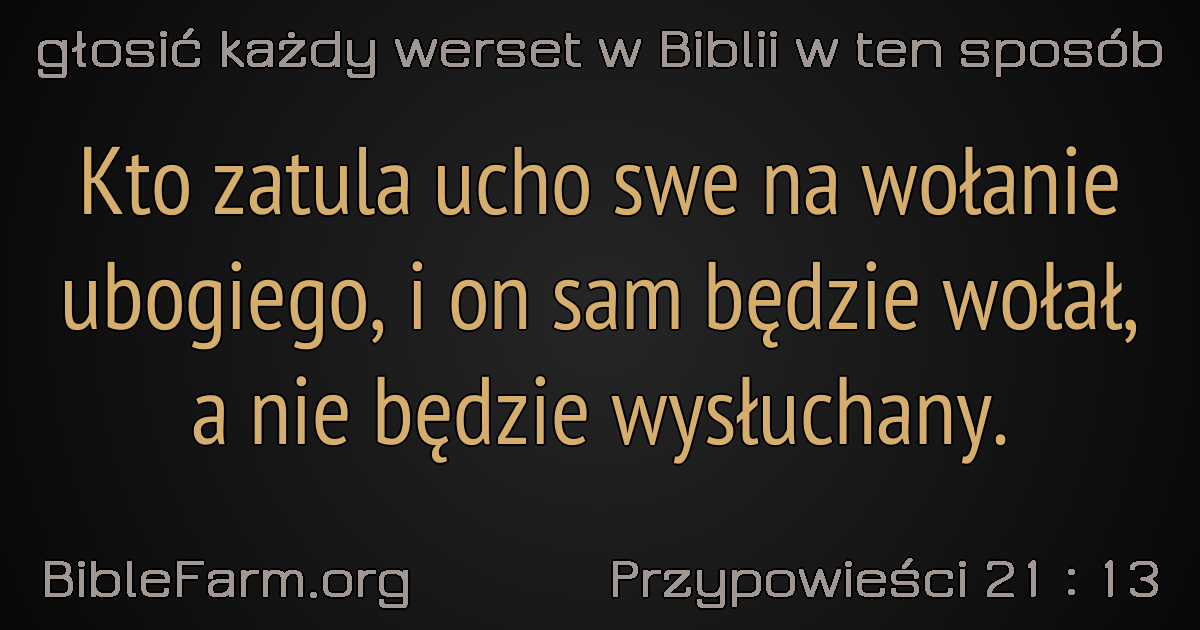 głosić każdy werset w Biblii w ten sposób
Kto zatula ucho swe na wołanie
ubogiego, i on sam będzie wołał,
a nie będzie wysłuchany.
BibleFarm.org
Przypowieści 21 : 13